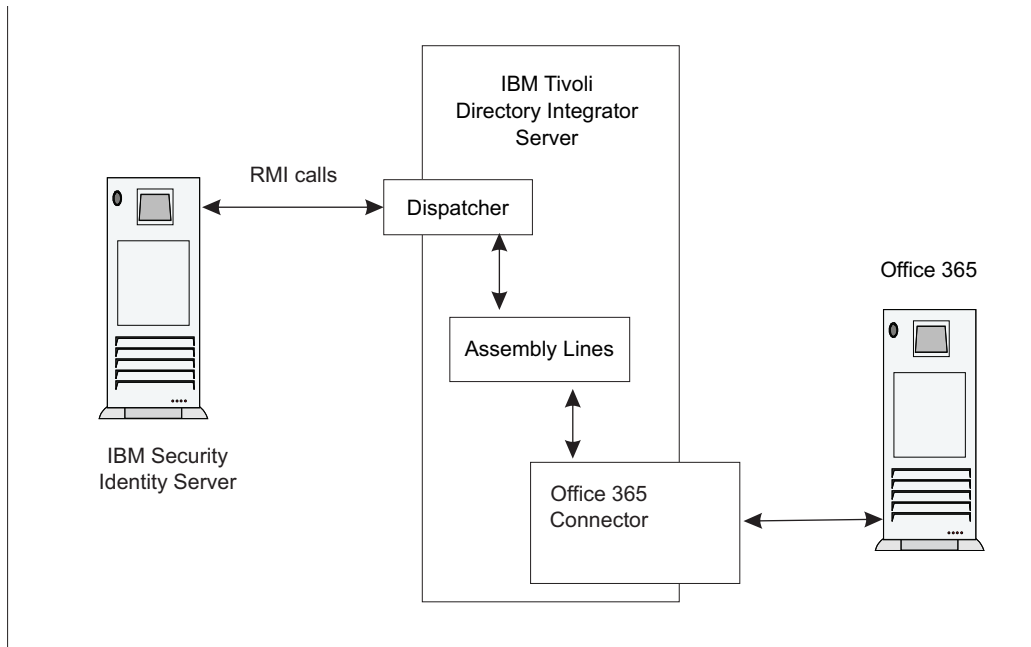 IBM Tivoli
Directory Integrator
Server
RMI calls
Dispatcher
Office 365
Assembly Lines
IBM Security
Identity Server
Office 365
Connector